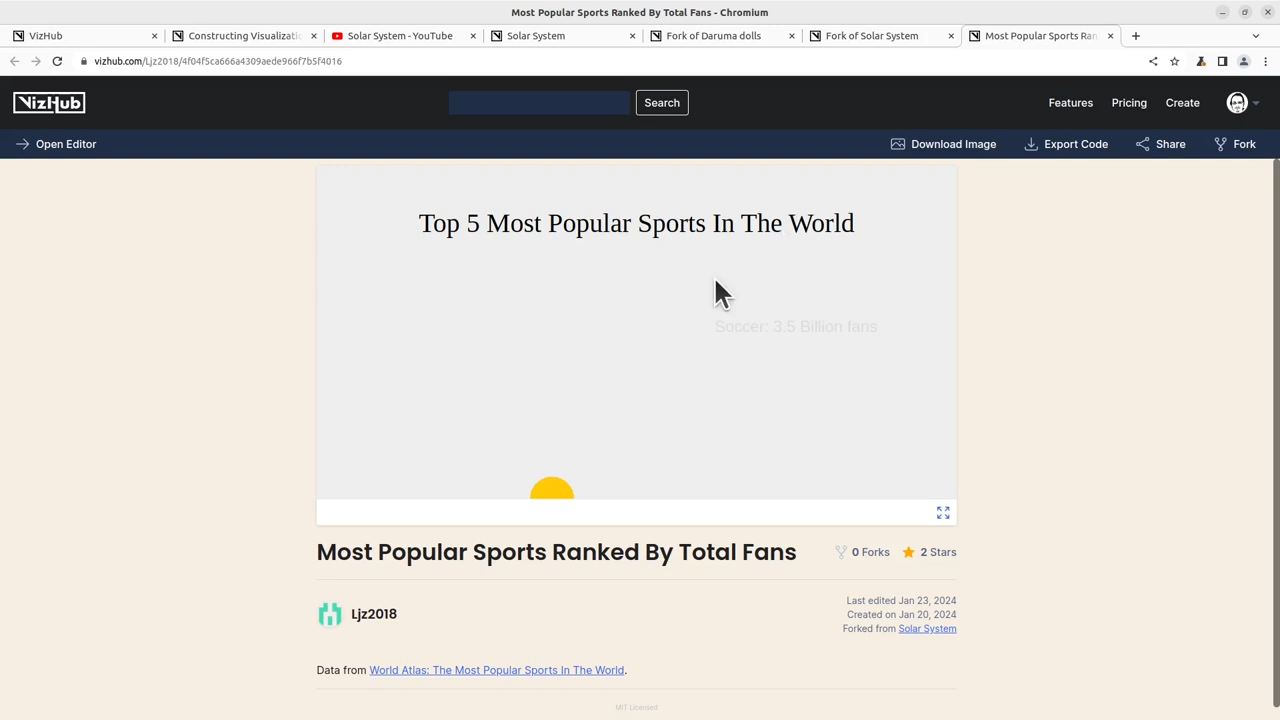 Most Popular Sports Ranked By Total Fans - Chromium
VizHub
Constructing Visualizati
Solar System - YouTube
Solar System
Fork of Daruma dolls
Fork of Solar System
Most Popular Sports Ran
vizhub.com/Ljz2018/4f04f5ca666a4309aede966f7b5f4016
VizHub
Search
Features
Pricing
Create
Open Editor
Download Image
Export Code
Share
Fork
Top 5 Most Popular Sports In The World
Soccer: 3.5 Billion fans
Most Popular Sports Ranked By Total Fans
0 Forks
2 Stars
Ljz2018
Last edited Jan 23, 2024
Created on Jan 20, 2024
Forked from Solar System
Data from World Atlas: The Most Popular Sports In The World.
MIT Licensed